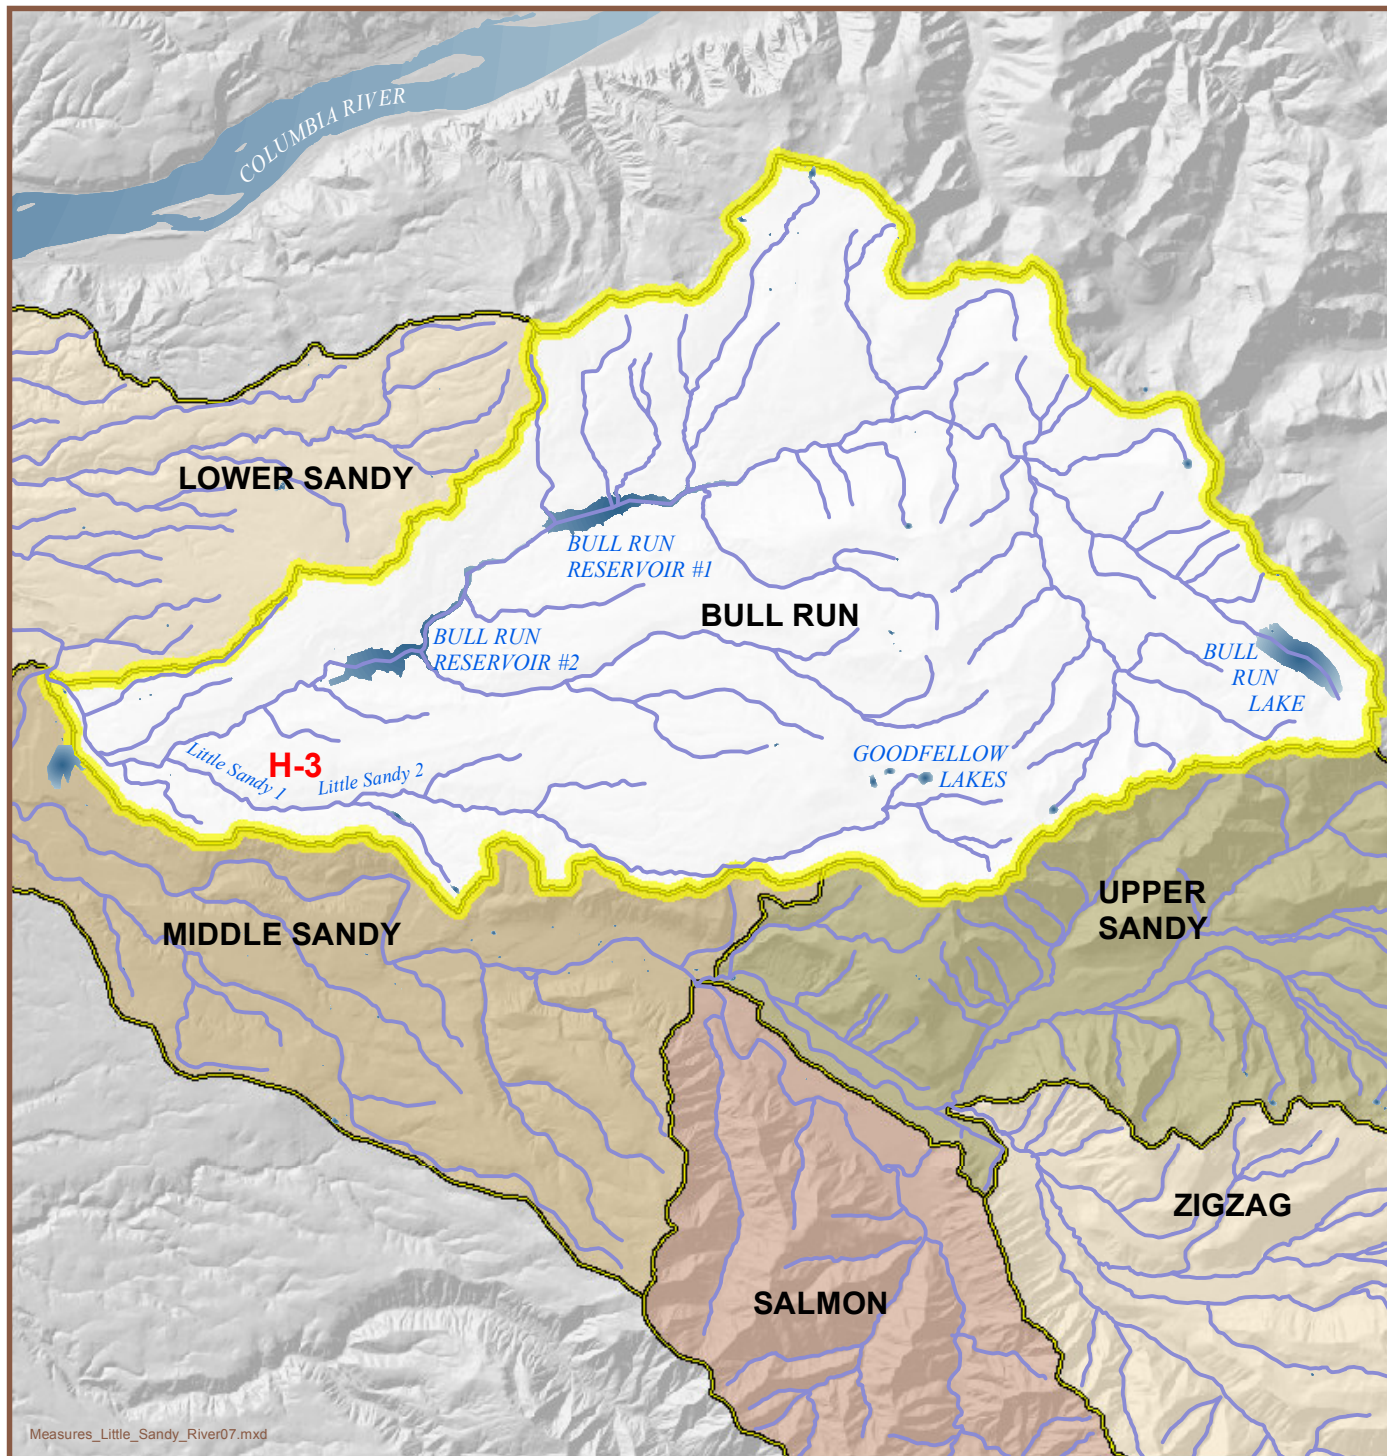 COLUMBIA RIVER
LOWER SANDY
BULL RUN
RESERVOIR #1
BULL RUN
BULL RUN
RESERVOIR #2
BULL
RUN
LAKE
Little Sandy 1
H-3
Little Sandy 2
GOODFELLOW
LAKES
UPPER
SANDY
MIDDLE SANDY
ZIGZAG
SALMON
Measures_Little_Sandy_River07.mxd